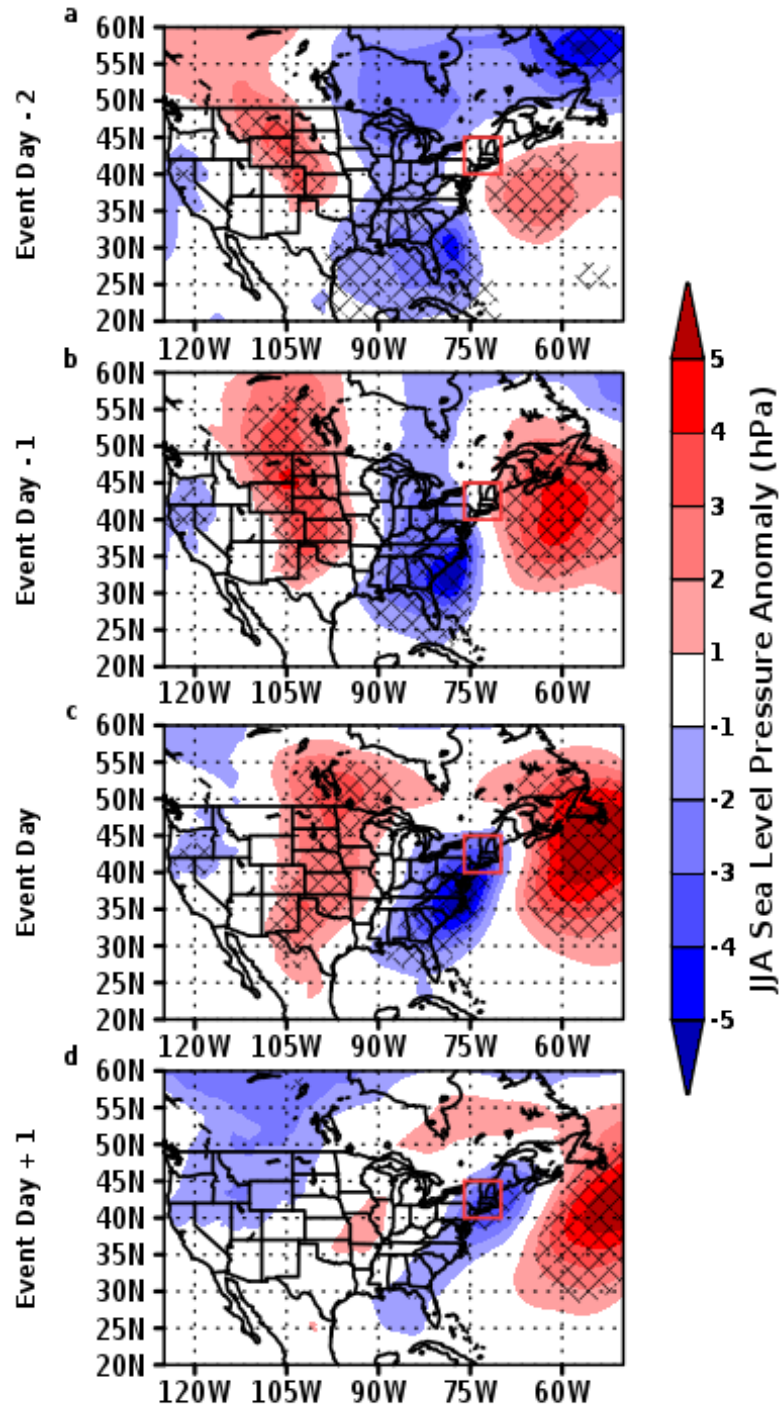 a
Event Day - 2
60N
55N
50N
45N
40N
35N
30N
25N
20N
120W 105W 90W 75W 60W
b
Event Day - 1
60N
55N
50N
45N
40N
35N
30N
25N
20N
120W 105W 90W 75W 60W
c
Event Day
60N
55N
50N
45N
40N
35N
30N
25N
20N
120W 105W 90W 75W 60W
d
Event Day + 1
60N
55N
50N
45N
40N
35N
30N
25N
20N
120W 105W 90W 75W 60W
5
4
3
2
1
-1
-2
-3
-4
-5
JJA Sea Level Pressure Anomaly (hPa)